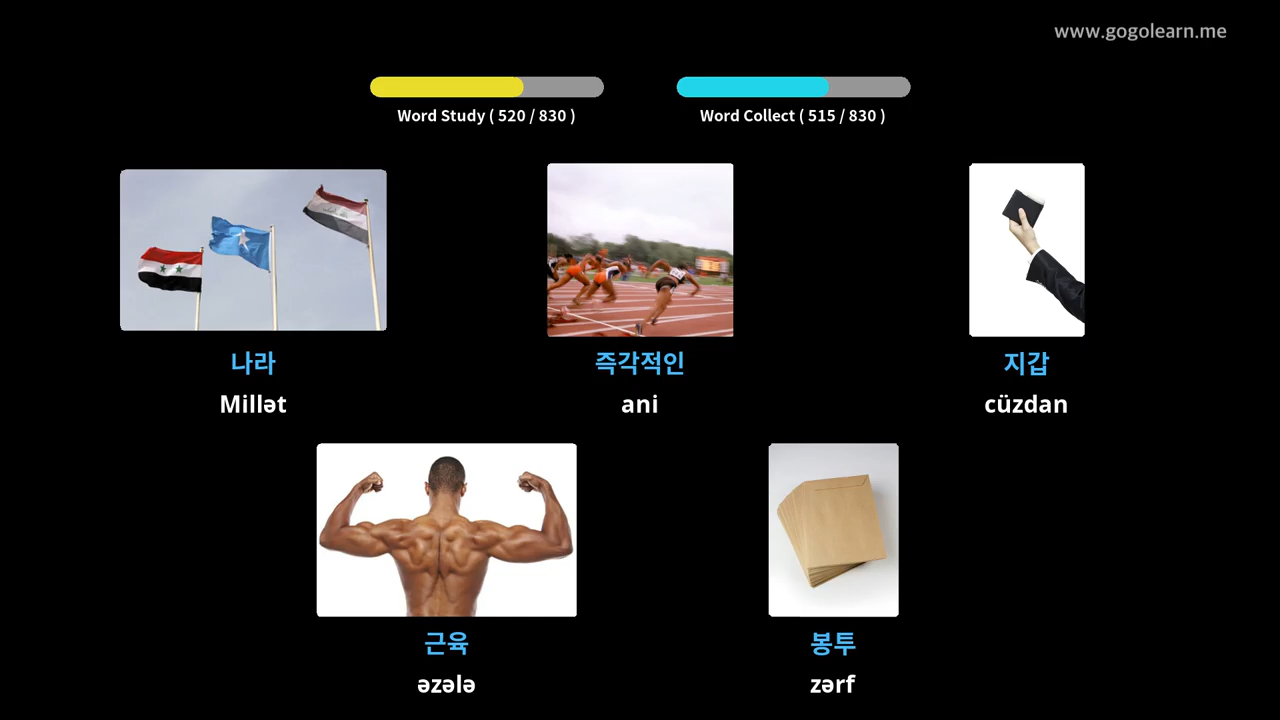 www.gogolearn.me
Word Study ( 520 / 830 )
Word Collect ( 515 / 830 )
나라
Millət
즉각적인
ani
지갑
cüzdan
근육
əzələ
봉투
zərf